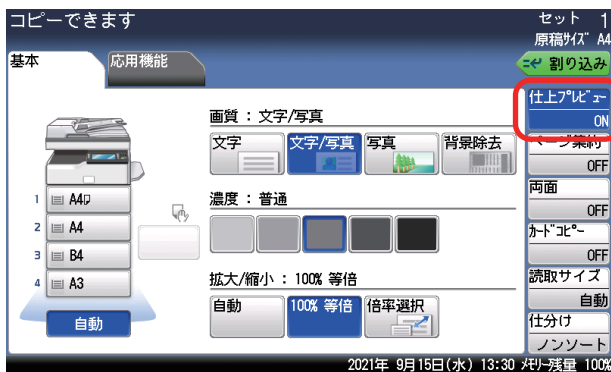 コピーできます
セット 1
原稿サイズ A4
基本
応用機能
割り込み
仕上プレビュー
ON
ページ集約
OFF
両面
OFF
カードコピー
OFF
読取サイズ
自動
仕分け
ノンソート
画質：文字/写真
文字
文字/写真
写真
背景除去
濃度：普通
拡大/縮小：100% 等倍
自動
100% 等倍
倍率選択
1 A4
2 A4
3 B4
4 A3
自動
2021年 9月15日(水) 13:30 メモリー残量 100%